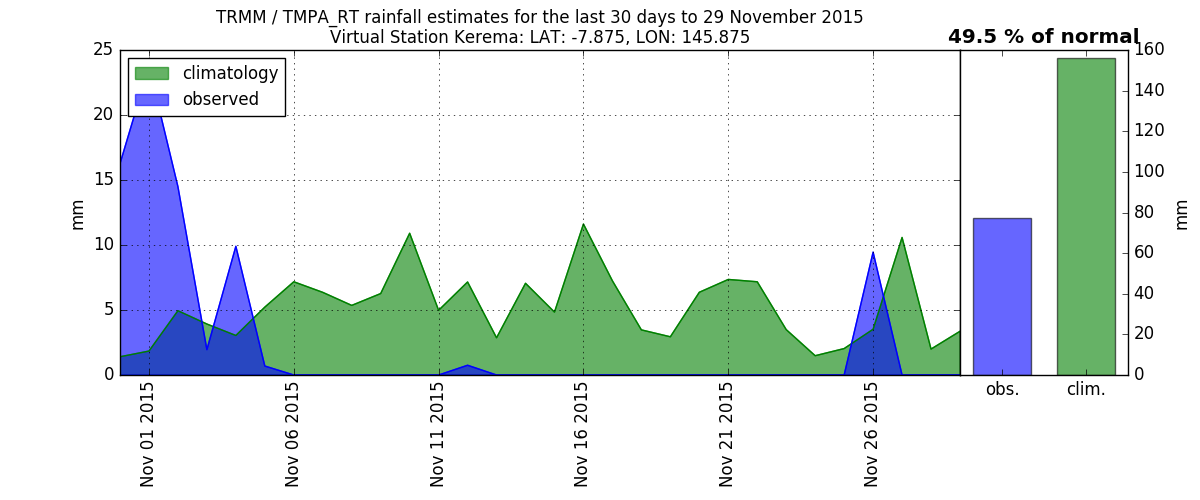 TRMM / TMPA_RT rainfall estimates for the last 30 days to 29 November 2015
Virtual Station Kerema: LAT: -7.875, LON: 145.875
49.5 % of normal
climatology
observed
25
20
15
10
5
0
mm
Nov 01 2015
Nov 06 2015
Nov 11 2015
Nov 16 2015
Nov 21 2015
Nov 26 2015
160
140
120
100
80
60
40
20
0
mm
obs.
clim.